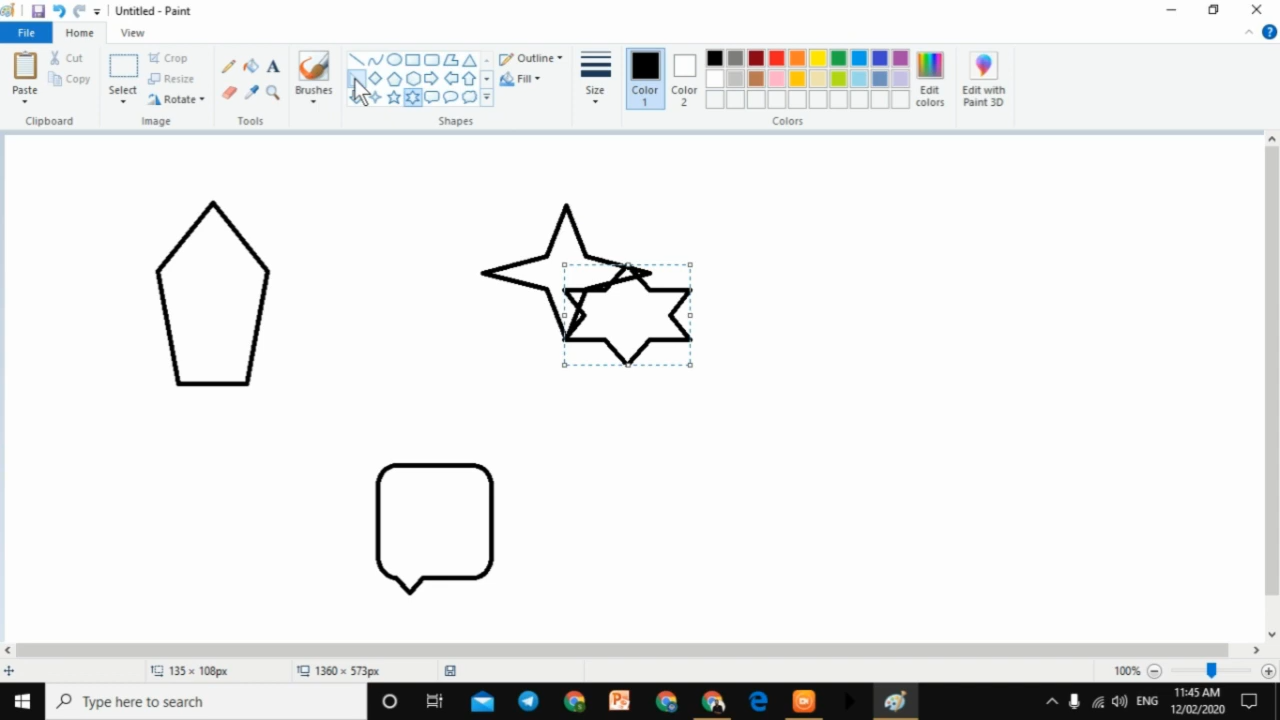 Untitled - Paint
File Home View
Paste
Cut
Copy
Clipboard
Select
Crop
Resize
Rotate
Image
A
Tools
Brushes
Outline
Fill
Shapes
Size
Color 1
Color 2
Edit colors
Edit with Paint 3D
Colors
135 × 108px
1360 × 573px
100%
Type here to search
ENG
11:45 AM
12/02/2020